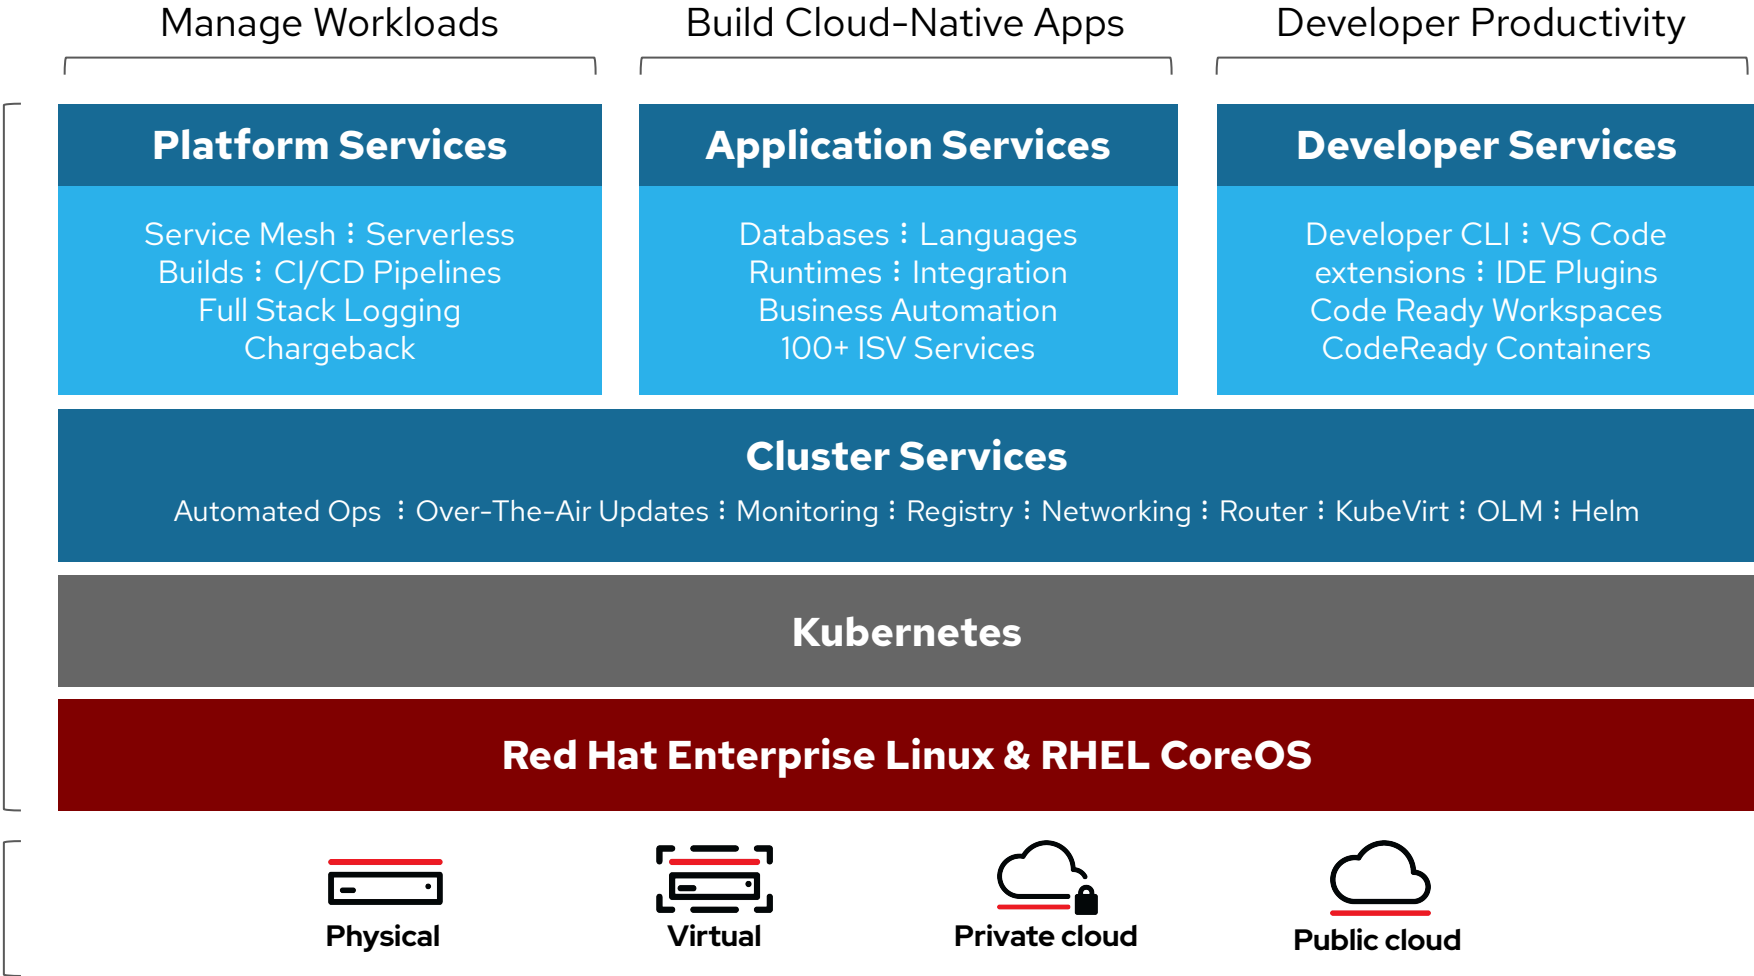 Manage Workloads
Build Cloud-Native Apps
Developer Productivity
Platform Services
Service Mesh ⋮ Serverless
Builds ⋮ CI/CD Pipelines
Full Stack Logging
Chargeback
Application Services
Databases ⋮ Languages
Runtimes ⋮ Integration
Business Automation
100+ ISV Services
Developer Services
Developer CLI ⋮ VS Code
extensions ⋮ IDE Plugins
Code Ready Workspaces
CodeReady Containers
Cluster Services
Automated Ops ⋮ Over-The-Air Updates ⋮ Monitoring ⋮ Registry ⋮ Networking ⋮ Router ⋮ KubeVirt ⋮ OLM ⋮ Helm
Kubernetes
Red Hat Enterprise Linux & RHEL CoreOS
Physical
Virtual
Private cloud
Public cloud